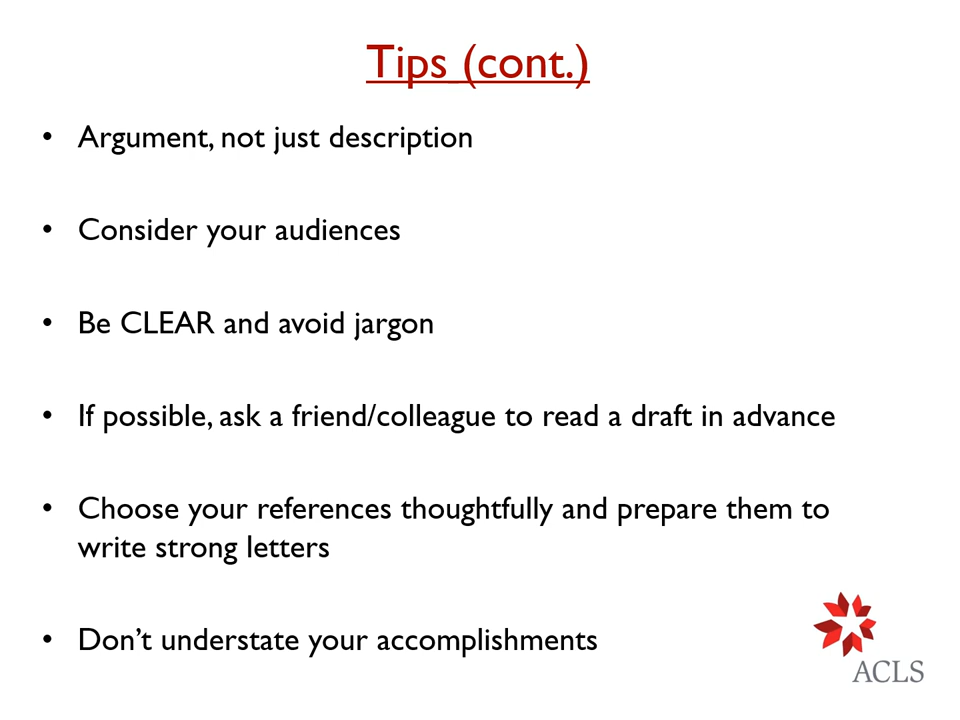 Tips (cont.)
• Argument, not just description
• Consider your audiences
• Be CLEAR and avoid jargon
• If possible, ask a friend/colleague to read a draft in advance
• Choose your references thoughtfully and prepare them to
write strong letters
• Don’t understate your accomplishments
ACLS